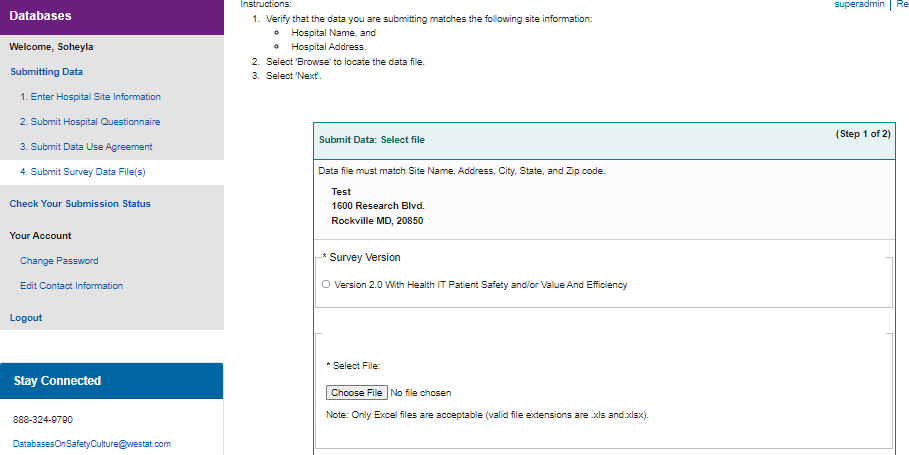 Databases
Welcome, Soheyla
Submitting Data
1. Enter Hospital Site Information
2. Submit Hospital Questionnaire
3. Submit Data Use Agreement
4. Submit Survey Data File(s)
Check Your Submission Status
Your Account
Change Password
Edit Contact Information
Logout
Stay Connected
888-324-9790
DatabasesOnSafetyCulture@westat.com
superadmin | Re
Instructions:
1. Verify that the data you are submitting matches the following site information:
Hospital Name, and
Hospital Address.
2. Select 'Browse' to locate the data file.
3. Select 'Next'.
Submit Data: Select file
(Step 1 of 2)
Data file must match Site Name, Address, City, State, and Zip code.
Test
1600 Research Blvd.
Rockville MD, 20850
* Survey Version
Version 2.0 With Health IT Patient Safety and/or Value And Efficiency
* Select File:
Choose File No file chosen
Note: Only Excel files are acceptable (valid file extensions are .xls and.xlsx).